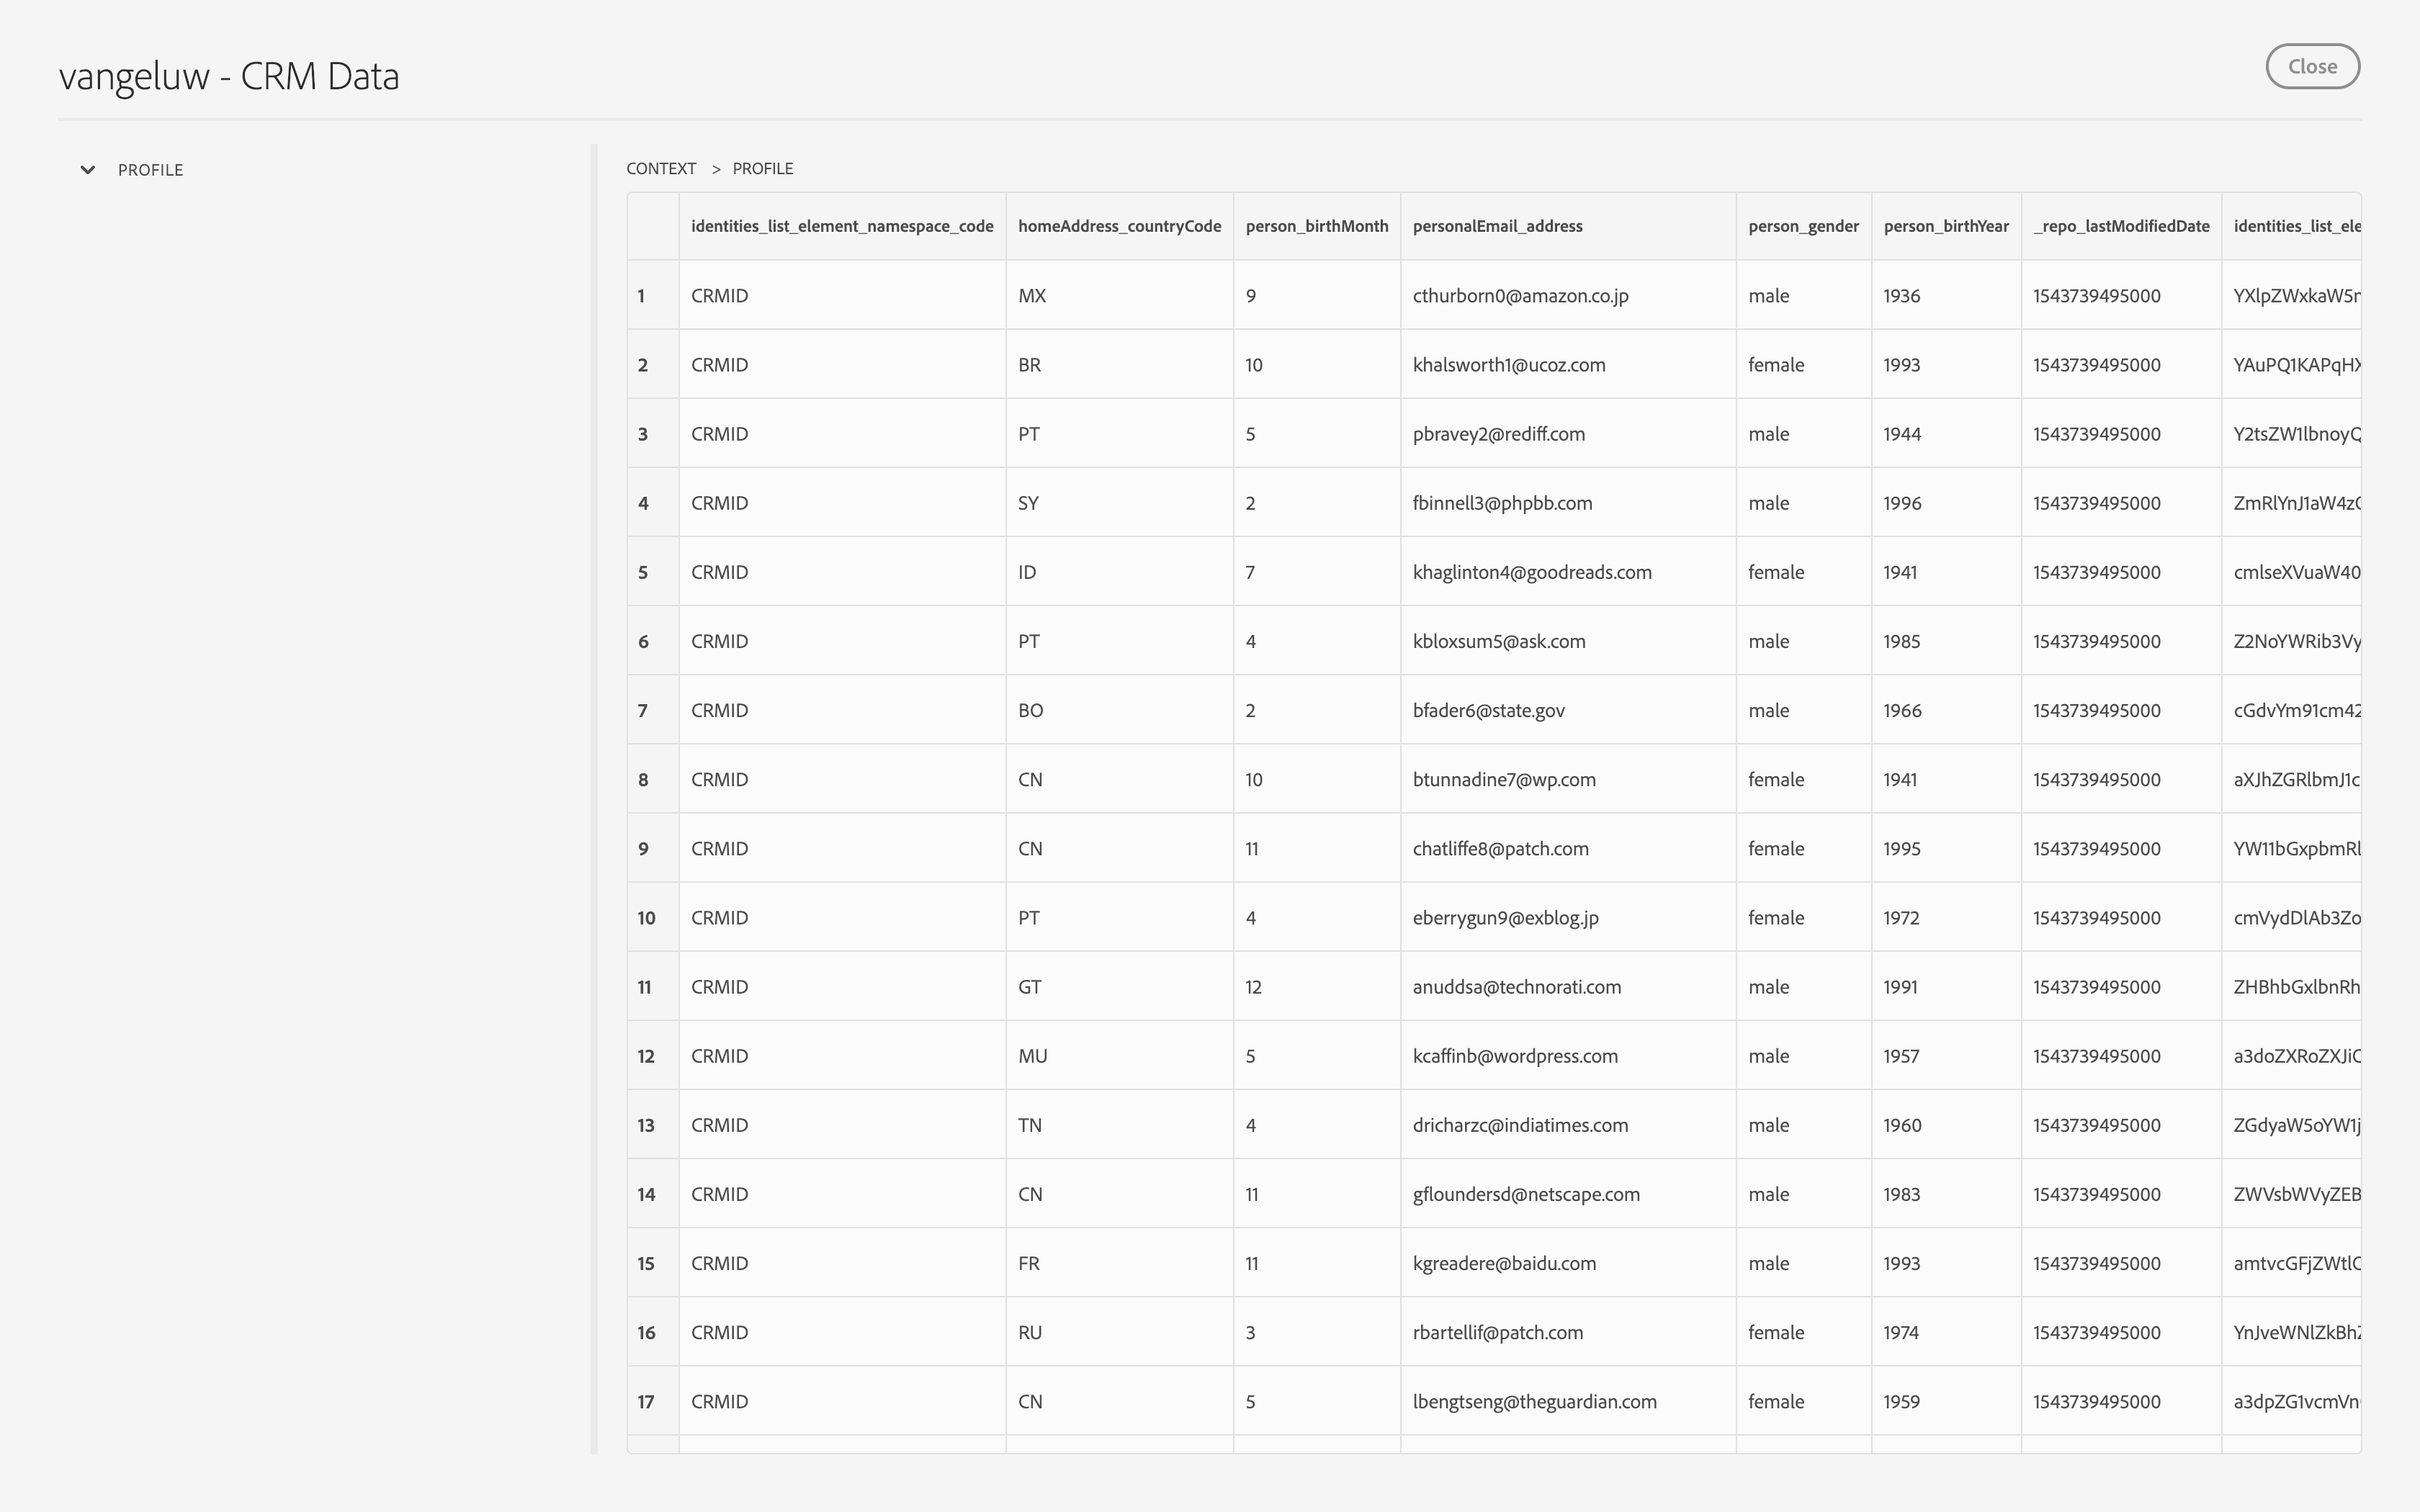 vangeluw - CRM Data
Close
PROFILE
CONTEXT > PROFILE
identities_list_element_namespace_code homeAddress_countryCode person_birthMonth personalEmail_address person_gender person_birthYear _repo_lastModifiedDate identities_list_ele
1 CRMID MX 9 cthurborn0@amazon.co.jp male 1936 1543739495000 YXlpZWxkaW5r
2 CRMID BR 10 khalsworth1@ucoz.com female 1993 1543739495000 YAuPQ1KAPqHX
3 CRMID PT 5 pbravey2@rediff.com male 1944 1543739495000 Y2tsZW1lbnoyQ
4 CRMID SY 2 fbinnell3@phpbb.com male 1996 1543739495000 ZmRlYnJ1aW4zQ
5 CRMID ID 7 khaglinton4@goodreads.com female 1941 1543739495000 cmlseXVuaW40
6 CRMID PT 4 kbloxsum5@ask.com male 1985 1543739495000 Z2NoYWRib3Vy
7 CRMID BO 2 bfader6@state.gov male 1966 1543739495000 cGdvYm91cm42
8 CRMID CN 10 btunnadine7@wp.com female 1941 1543739495000 aXJhZGRlbmJ1c
9 CRMID CN 11 chatliffe8@patch.com female 1995 1543739495000 YW11bGxpbmRl
10 CRMID PT 4 eberrygun9@exblog.jp female 1972 1543739495000 cmVydDlAb3Zo
11 CRMID GT 12 anuddsa@technorati.com male 1991 1543739495000 ZHBhbGxlbnRh
12 CRMID MU 5 kcaffinb@wordpress.com male 1957 1543739495000 a3doZXRoZXJiQ
13 CRMID TN 4 dricharzc@indiatimes.com male 1960 1543739495000 ZGdyaW5oYW1j
14 CRMID CN 11 gfloundersd@netscape.com male 1983 1543739495000 ZWVsbWVyZEB
15 CRMID FR 11 kgreadere@baidu.com male 1993 1543739495000 amtvcGFjZWtlQ
16 CRMID RU 3 rbartellif@patch.com female 1974 1543739495000 YnJveWNlZkBhZ
17 CRMID CN 5 lbengtseng@theguardian.com female 1959 1543739495000 a3dpZG1vcmVn